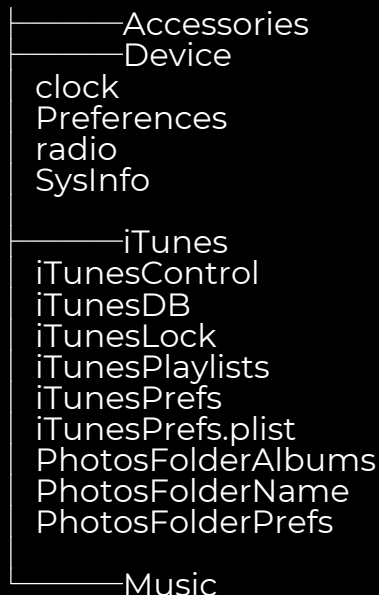 Accessories
Device
clock
Preferences
radio
SysInfo
iTunes
iTunesControl
iTunesDB
iTunesLock
iTunesPlaylists
iTunesPrefs
iTunesPrefs.plist
PhotosFolderAlbums
PhotosFolderName
PhotosFolderPrefs
Music